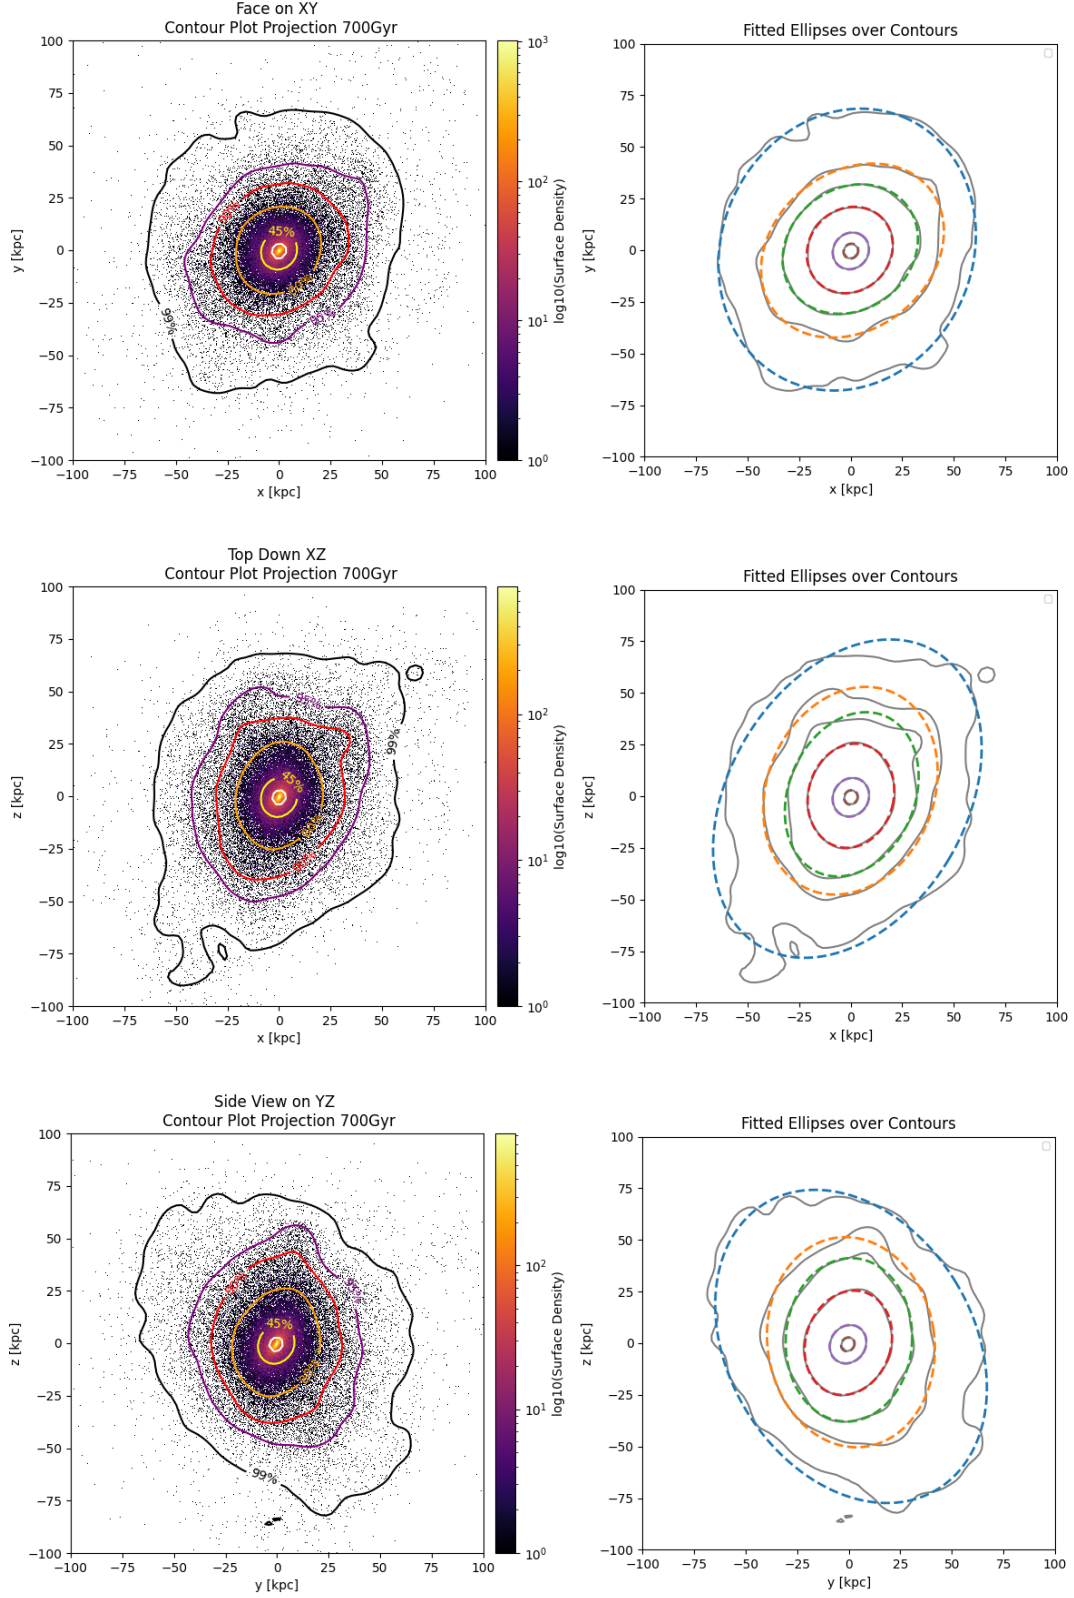 Face on XY
Contour Plot Projection 700Gyr
Fitted Ellipses over Contours
100
75
50
25
0
−25
−50
−75
−100
y [kpc]
−100 −75 −50 −25 0 25 50 75 100
x [kpc]
99%
90%
45%
80%
95%
10³
10²
10¹
10⁰
log10(Surface Density)
100
75
50
25
0
−25
−50
−75
−100
y [kpc]
−100 −75 −50 −25 0 25 50 75 100
x [kpc]
Top Down XZ
Contour Plot Projection 700Gyr
Fitted Ellipses over Contours
100
75
50
25
0
−25
−50
−75
−100
z [kpc]
−100 −75 −50 −25 0 25 50 75 100
x [kpc]
95%
99%
45%
80%
90%
10²
10¹
10⁰
log10(Surface Density)
100
75
50
25
0
−25
−50
−75
−100
z [kpc]
−100 −75 −50 −25 0 25 50 75 100
x [kpc]
Side View on YZ
Contour Plot Projection 700Gyr
Fitted Ellipses over Contours
100
75
50
25
0
−25
−50
−75
−100
z [kpc]
−100 −75 −50 −25 0 25 50 75 100
y [kpc]
90%
95%
45%
80%
99%
10²
10¹
10⁰
log10(Surface Density)
100
75
50
25
0
−25
−50
−75
−100
z [kpc]
−100 −75 −50 −25 0 25 50 75 100
y [kpc]